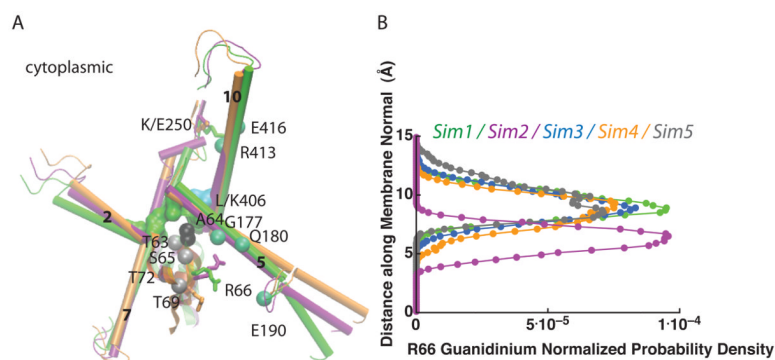 A
cytoplasmic
10
K/E250
E416
R413
L/K406
2
A64
G177
T63
Q180
S65
5
T72
R66
7
T69
E190
B
Distance along Membrane Normal (Å)
Sim1 / Sim2 / Sim3 / Sim4 / Sim5
15
10
5
0
0
5·10⁻⁵
1·10⁻⁴
R66 Guanidinium Normalized Probability Density